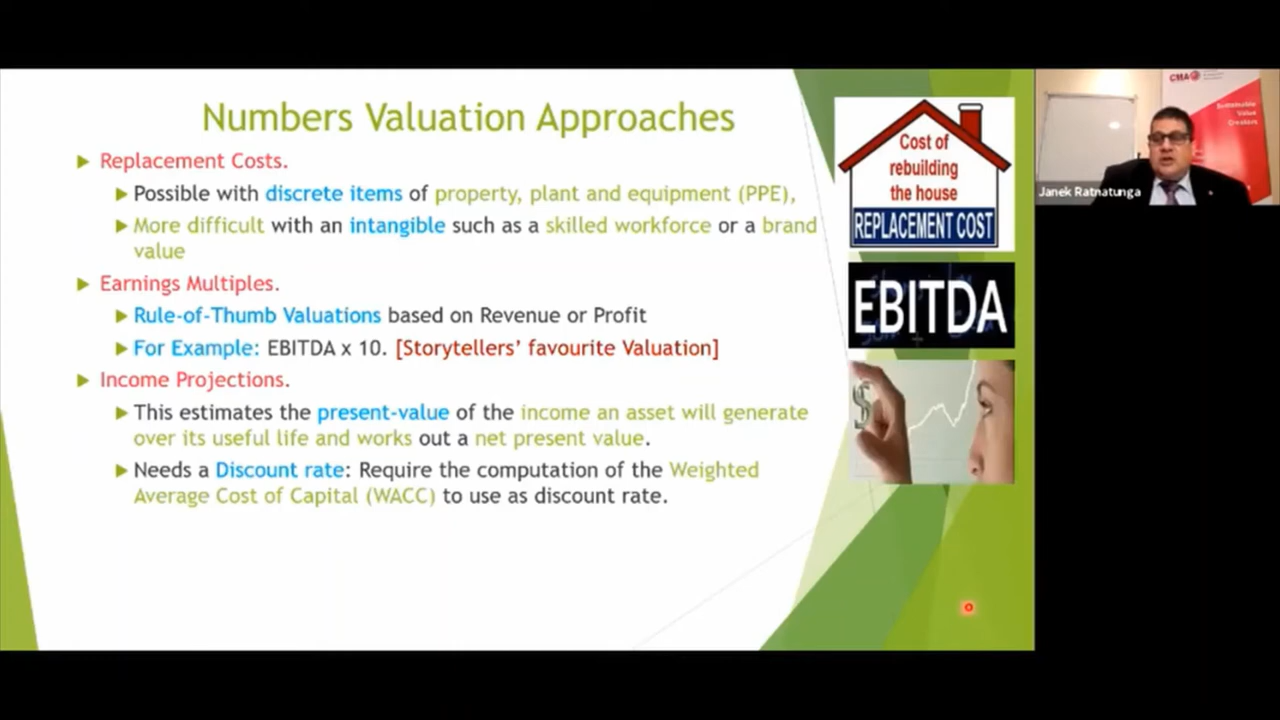 Numbers Valuation Approaches
Replacement Costs.
Possible with discrete items of property, plant and equipment (PPE),
More difficult with an intangible such as a skilled workforce or a brand
value
Earnings Multiples.
Rule-of-Thumb Valuations based on Revenue or Profit
For Example: EBITDA x 10. [Storytellers’ favourite Valuation]
Income Projections.
This estimates the present-value of the income an asset will generate
over its useful life and works out a net present value.
Needs a Discount rate: Require the computation of the Weighted
Average Cost of Capital (WACC) to use as discount rate.
Cost of
rebuilding
the house
REPLACEMENT COST
EBITDA
$
CMA
Sustainable
Value
Creators
Janek Ratnatunga